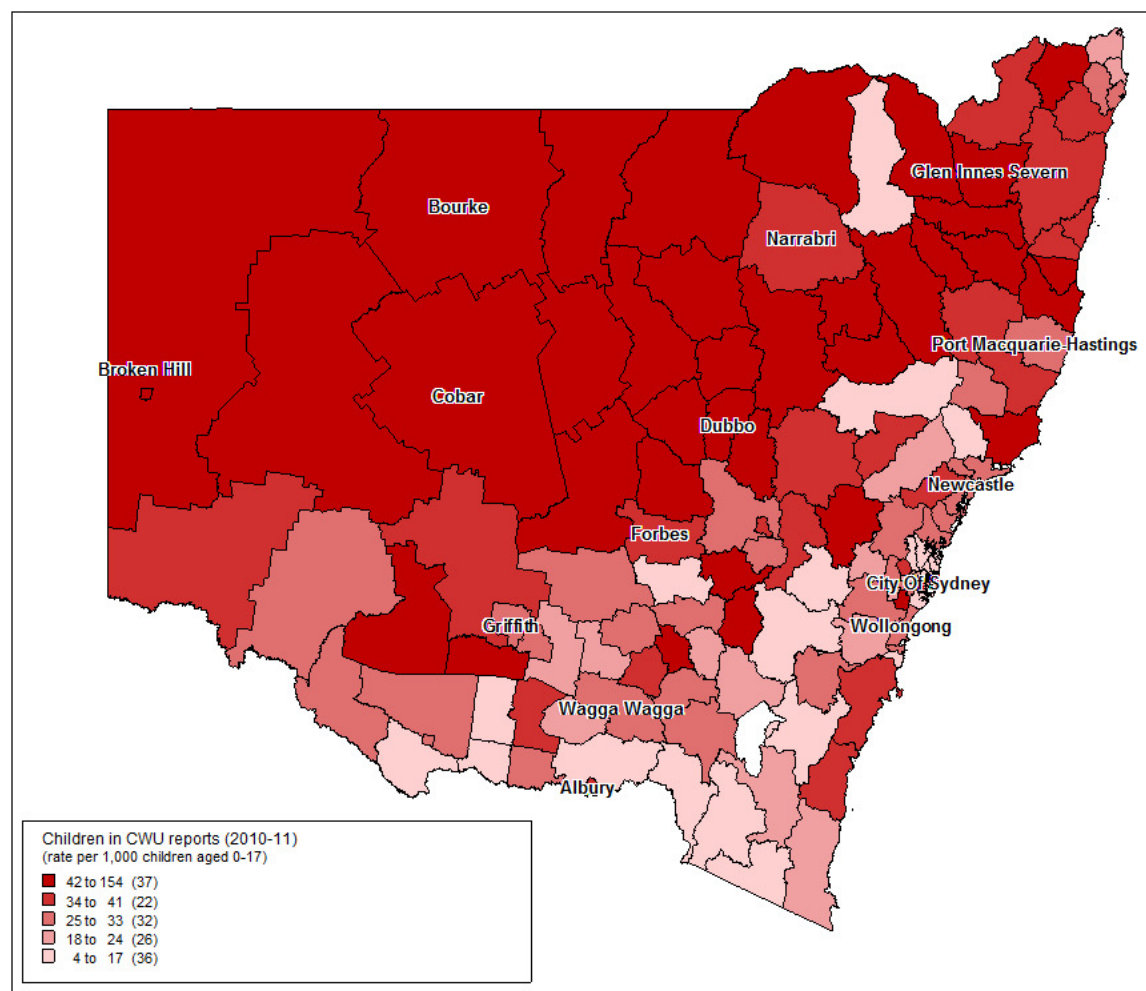 Glen Innes Severn
Bourke
Narrabri
Port Macquarie-Hastings
Broken Hill
Cobar
Dubbo
Newcastle
Forbes
City Of Sydney
Griffith
Wollongong
Wagga Wagga
Albury
Children in CWU reports (2010-11)
(rate per 1,000 children aged 0-17)
42 to 154 (37)
34 to 41 (22)
25 to 33 (32)
18 to 24 (26)
4 to 17 (36)